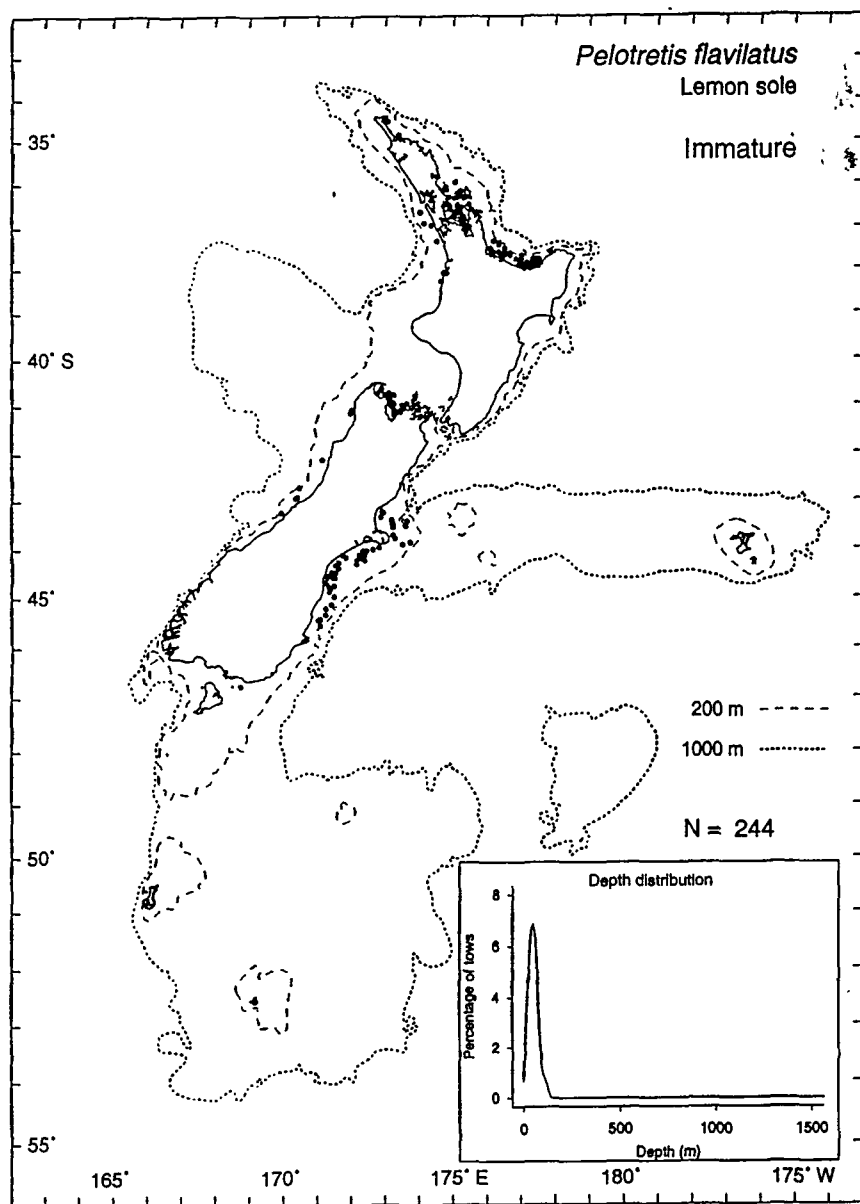 Pelotretis flavilatus
Lemon sole
Immature
35°
40° S
45°
50°
55°
200 m
1000 m
N = 244
Depth distribution
Percentage of tows
8
6
4
2
0
0 500 1000 1500
Depth (m)
165° 170° 175° E 180° 175° W